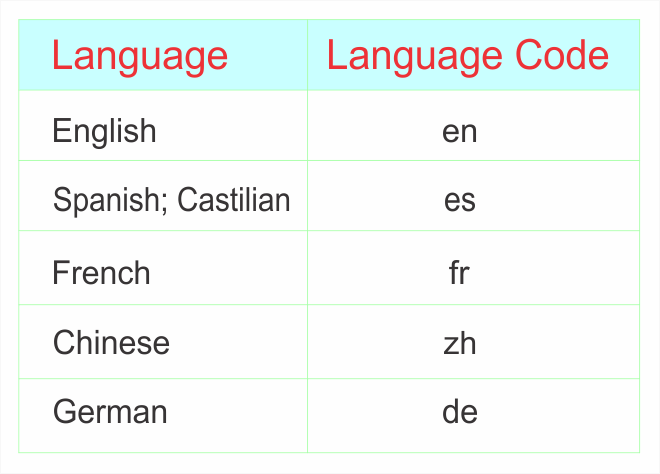 Language Language Code
English en
Spanish; Castilian es
French fr
Chinese zh
German de